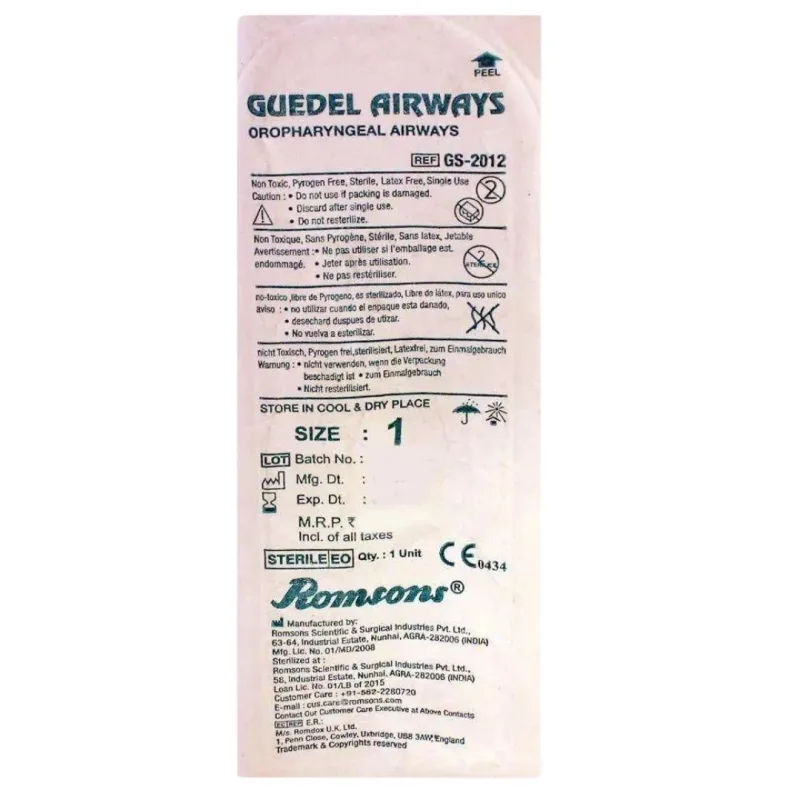 PEEL
GUEDEL AIRWAYS
OROPHARYNGEAL AIRWAYS
REF GS-2012
Non Toxic, Pyrogen Free, Sterile, Latex Free, Single Use
Caution : • Do not use if packing is damaged.
• Discard after single use.
• Do not resterilize.
2
Non Toxique, Sans Pyrogène, Stérile, Sans latex, Jetable
Avertissement : • Ne pas utiliser si l'emballage est
endommagé. • Jeter après utilisation.
• Ne pas restériliser.
2
STERILE
no-toxico ,libre de Pyrogeno, es sterilizado, Libre de látex, para uso unico
aviso : • no utilizar cuando el enpaque esta danado,
• desechard duspues de utizar.
• No vuelva a esterilizar.
nicht Toxisch, Pyrogen frei,sterilisiert, Latexfrei, zum Einmalgebrauch
Warnung : • nicht verwenden, wenn die Verpackung
beschadigt ist • zum Einmalgebrauch
• Nicht resterilisiert.
STORE IN COOL & DRY PLACE
SIZE : 1
LOT Batch No. :
Mfg. Dt. :
Exp. Dt. :
M.R.P. ₹
Incl. of all taxes
STERILE EO Qty. : 1 Unit CE 0434
Romsons®
Manufactured by:
Romsons Scientific & Surgical Industries Pvt. Ltd.,
63-64, Industrial Estate, Nunhai, AGRA-282006 (INDIA)
Mfg. Lic. No. 01/MD/2008
Sterilized at :
Romsons Scientific & Surgical Industries Pvt. Ltd.,
58, Industrial Estate, Nunhai, AGRA-282006 (INDIA)
Loan Lic. No. 01/LB of 2015
Customer Care : +91-562-2280720
E-mail : cus.care@romsons.com
Contact Our Customer Care Executive at Above Contacts
EC REP E.R.:
M/s. Romdox U.K. Ltd.
1, Penn Close, Cowley, Uxbridge, UB8 3AW, England
Trademark & Copyrights reserved